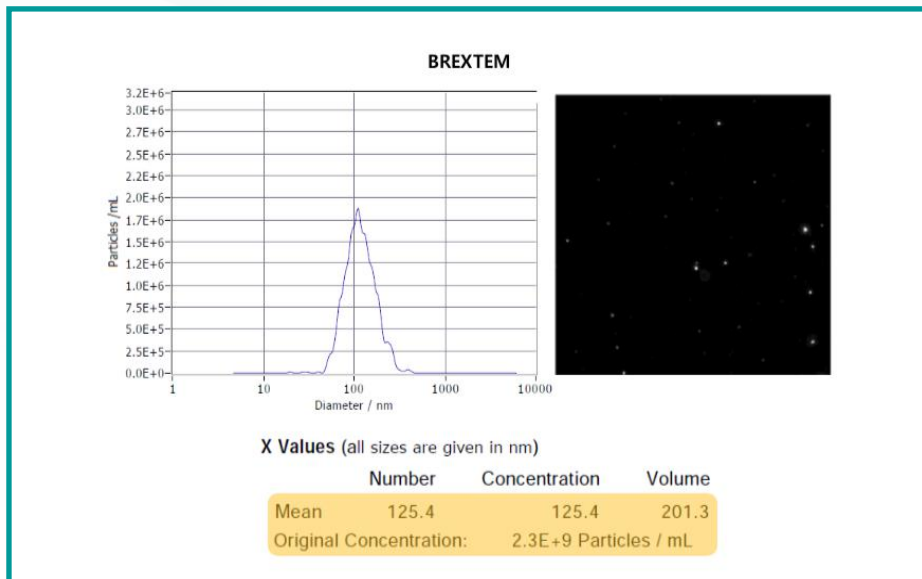 BREXTEM
3.2E+6
3.0E+6
2.7E+6
2.5E+6
2.2E+6
2.0E+6
1.7E+6
1.5E+6
1.2E+6
1.0E+6
7.5E+5
5.0E+5
2.5E+5
0.0E+0
Particles /mL
1 10 100 1000 10000
Diameter / nm
X Values (all sizes are given in nm)
Number Concentration Volume
Mean 125.4 125.4 201.3
Original Concentration: 2.3E+9 Particles / mL